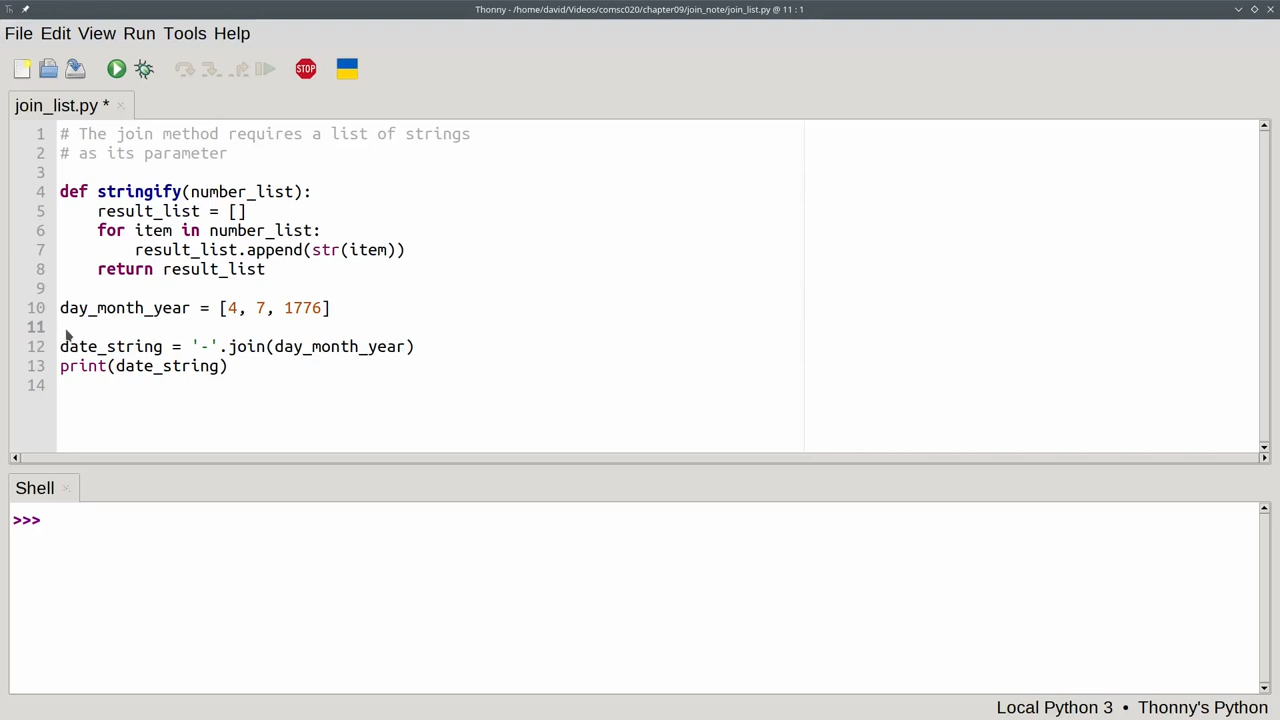 Thonny - /home/david/Videos/comsc020/chapter09/join_note/join_list.py @ 11 : 1
File Edit View Run Tools Help
STOP
join_list.py *
1 # The join method requires a list of strings
2 # as its parameter
3
4 def stringify(number_list):
5     result_list = []
6     for item in number_list:
7         result_list.append(str(item))
8     return result_list
9
10 day_month_year = [4, 7, 1776]
11
12 date_string = '-'.join(day_month_year)
13 print(date_string)
14
Shell
>>>
Local Python 3 • Thonny's Python